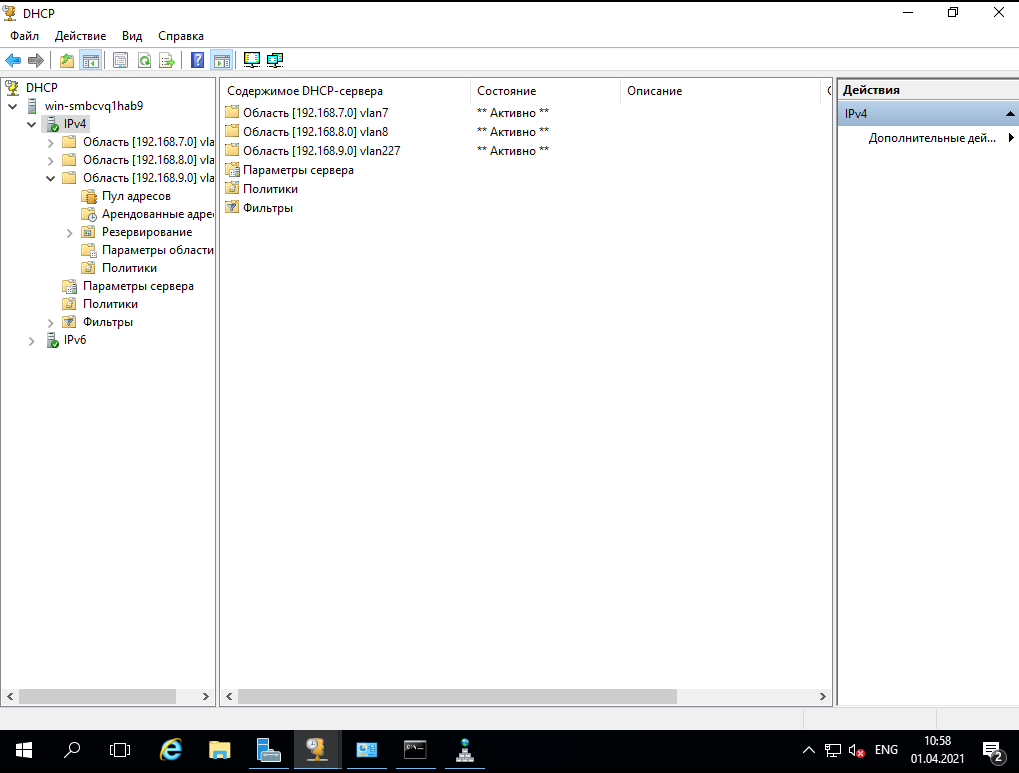 DHCP
Файл Действие Вид Справка
DHCP
win-smbcvq1hab9
IPv4
Область [192.168.7.0] vla
Область [192.168.8.0] vla
Область [192.168.9.0] vla
Пул адресов
Арендованные адре
Резервирование
Параметры области
Политики
Параметры сервера
Политики
Фильтры
IPv6
Содержимое DHCP-сервера Состояние Описание
Область [192.168.7.0] vlan7 ** Активно **
Область [192.168.8.0] vlan8 ** Активно **
Область [192.168.9.0] vlan227 ** Активно **
Параметры сервера
Политики
Фильтры
Действия
IPv4
Дополнительные дей...
ENG
10:58
01.04.2021
2